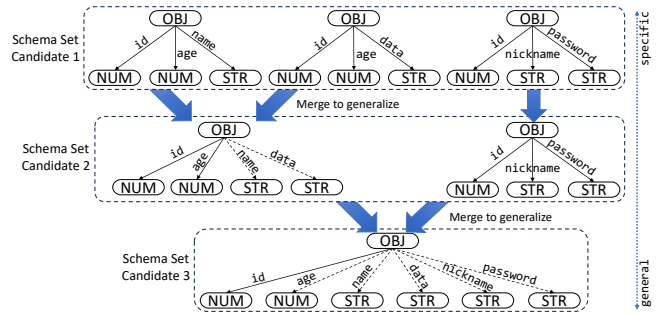 OBJ OBJ OBJ
Schema Set
Candidate 1
id age name id age data id nickname password
NUM NUM STR NUM NUM STR NUM STR STR
Merge to generalize
Schema Set
Candidate 2
OBJ OBJ
id age name data id nickname password
NUM NUM STR STR NUM STR STR
Merge to generalize
Schema Set
Candidate 3
OBJ
id age name data nickname password
NUM NUM STR STR STR STR
specific
general